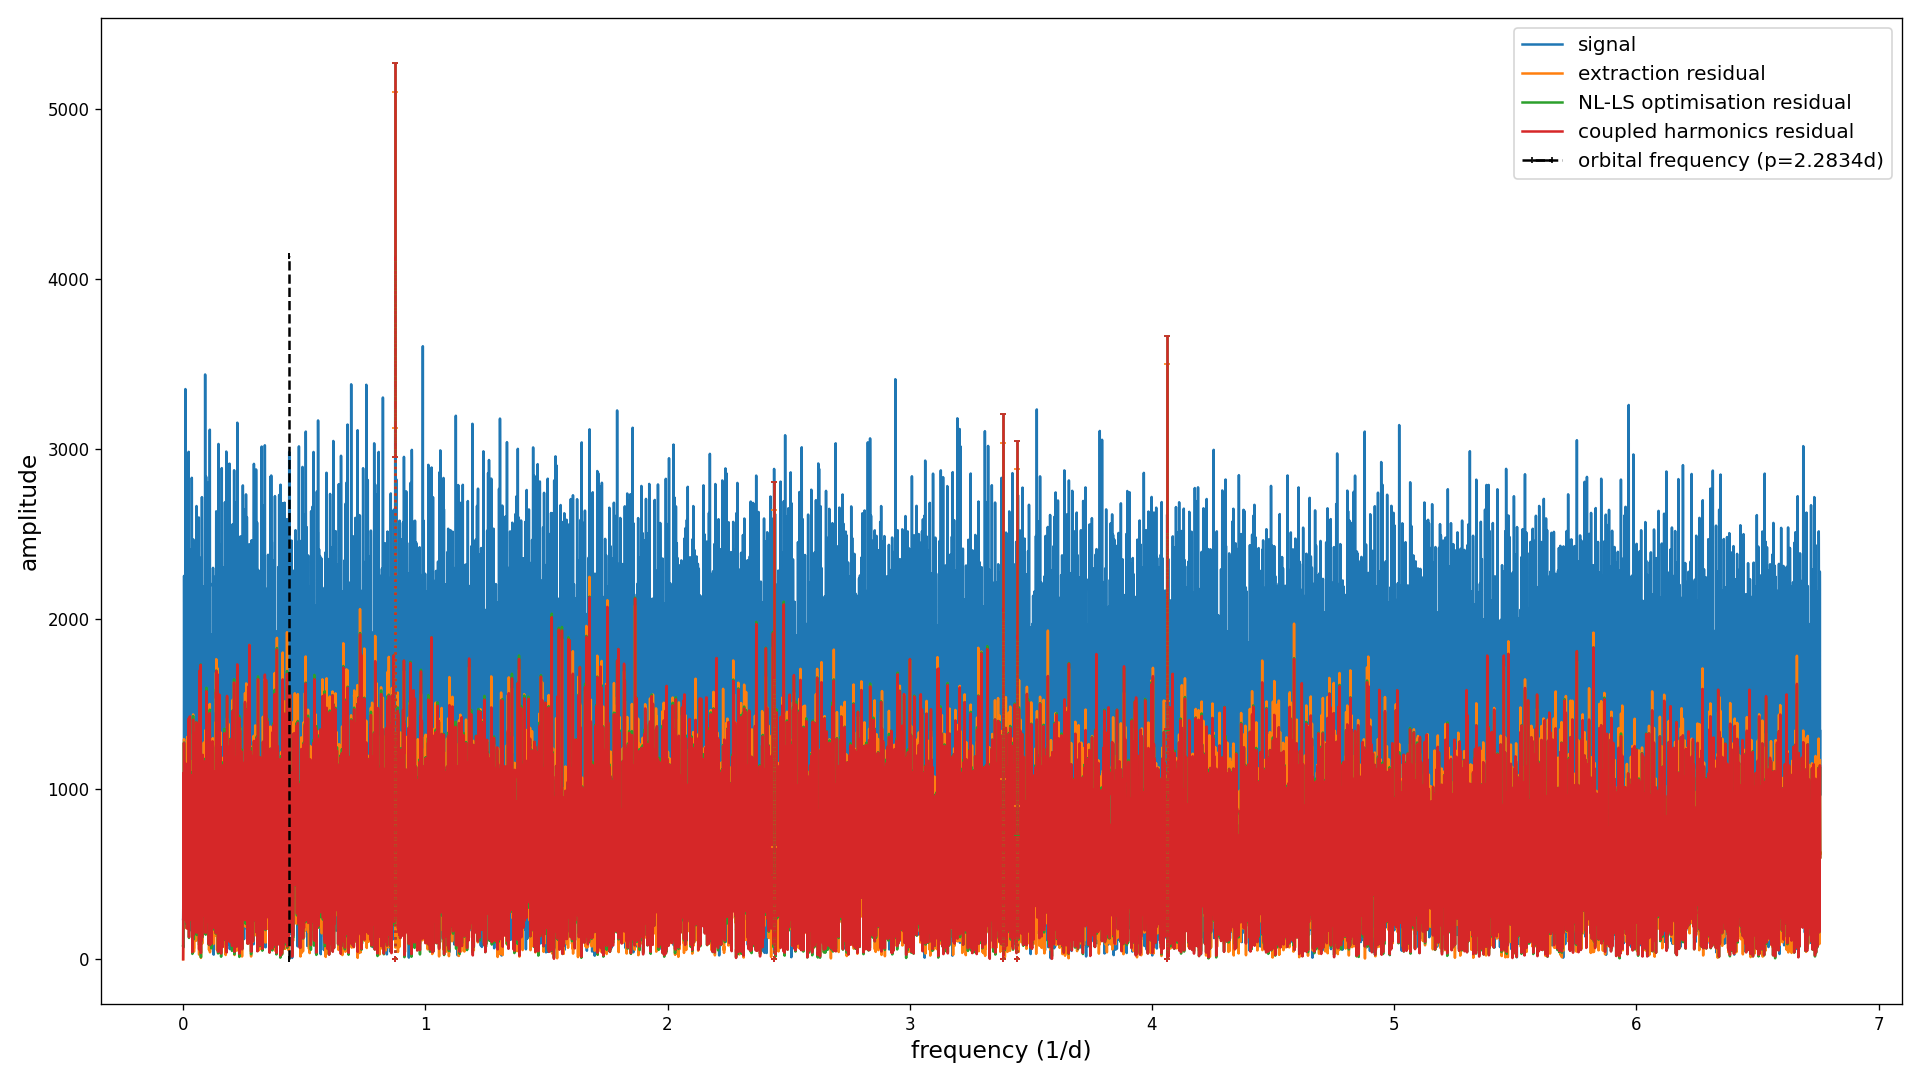 signal
extraction residual
NL-LS optimisation residual
coupled harmonics residual
orbital frequency (p=2.2834d)
5000
4000
3000
2000
1000
0
amplitude
0 1 2 3 4 5 6 7
frequency (1/d)